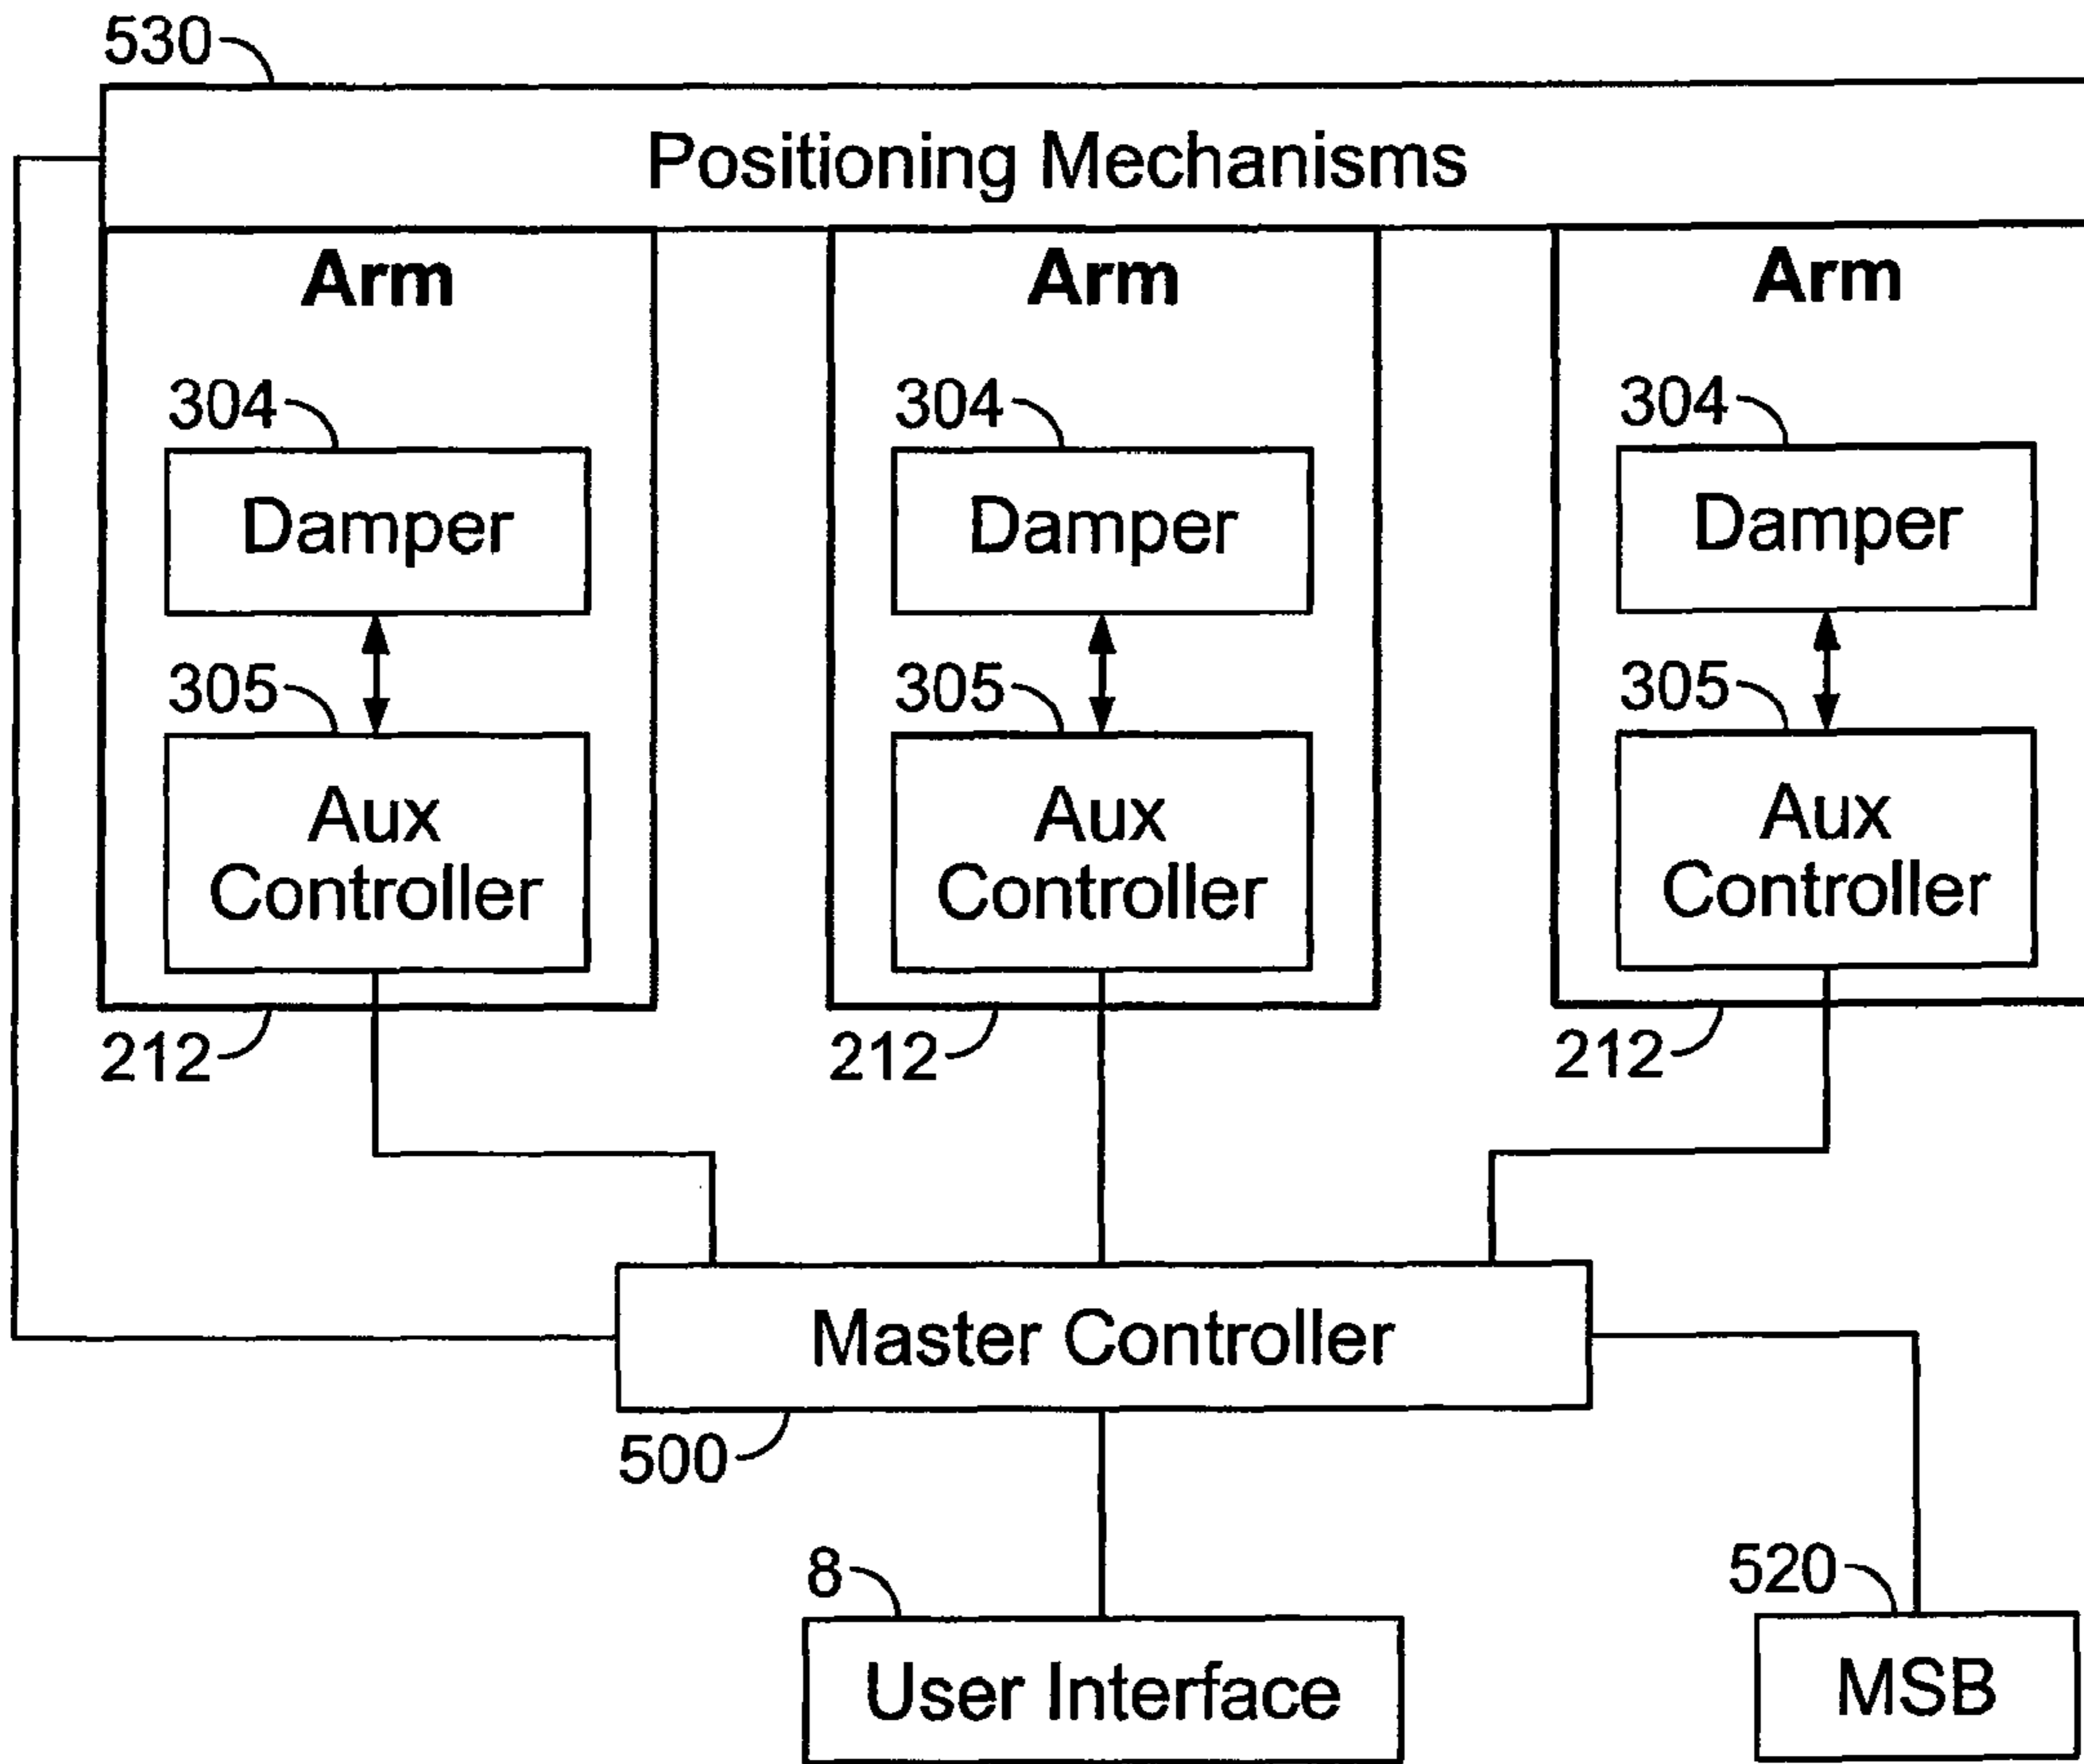 530
Positioning Mechanisms
Arm
Arm
Arm
304
304
304
Damper
Damper
Damper
305
305
305
Aux
Controller
Aux
Controller
Aux
Controller
212
212
212
Master Controller
500
8
520
User Interface
MSB